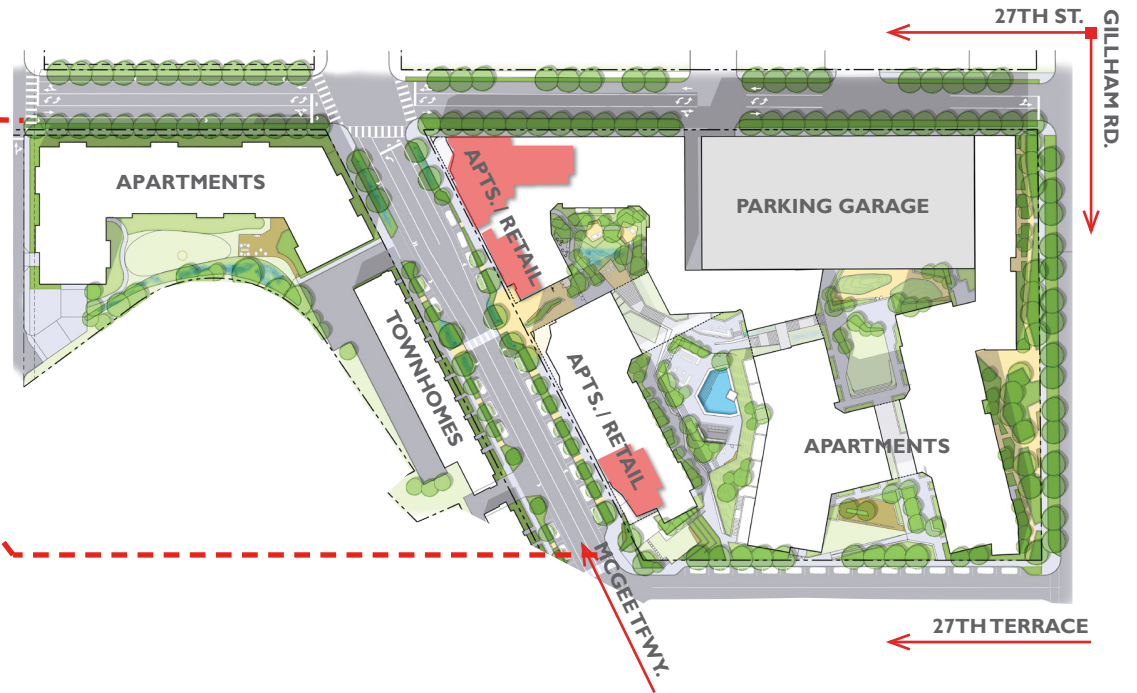 27TH ST.
GILLHAM RD.
APARTMENTS
APTS. / RETAIL
PARKING GARAGE
TOWNHOMES
APTS. / RETAIL
APARTMENTS
MCGEE TFWY.
27TH TERRACE